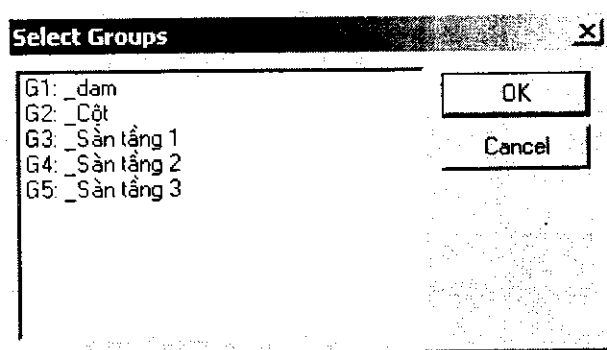 Select Groups
G1: _dam
G2: _Cột
G3: _Sàn tầng 1
G4: _Sàn tầng 2
G5: _Sàn tầng 3
OK
Cancel